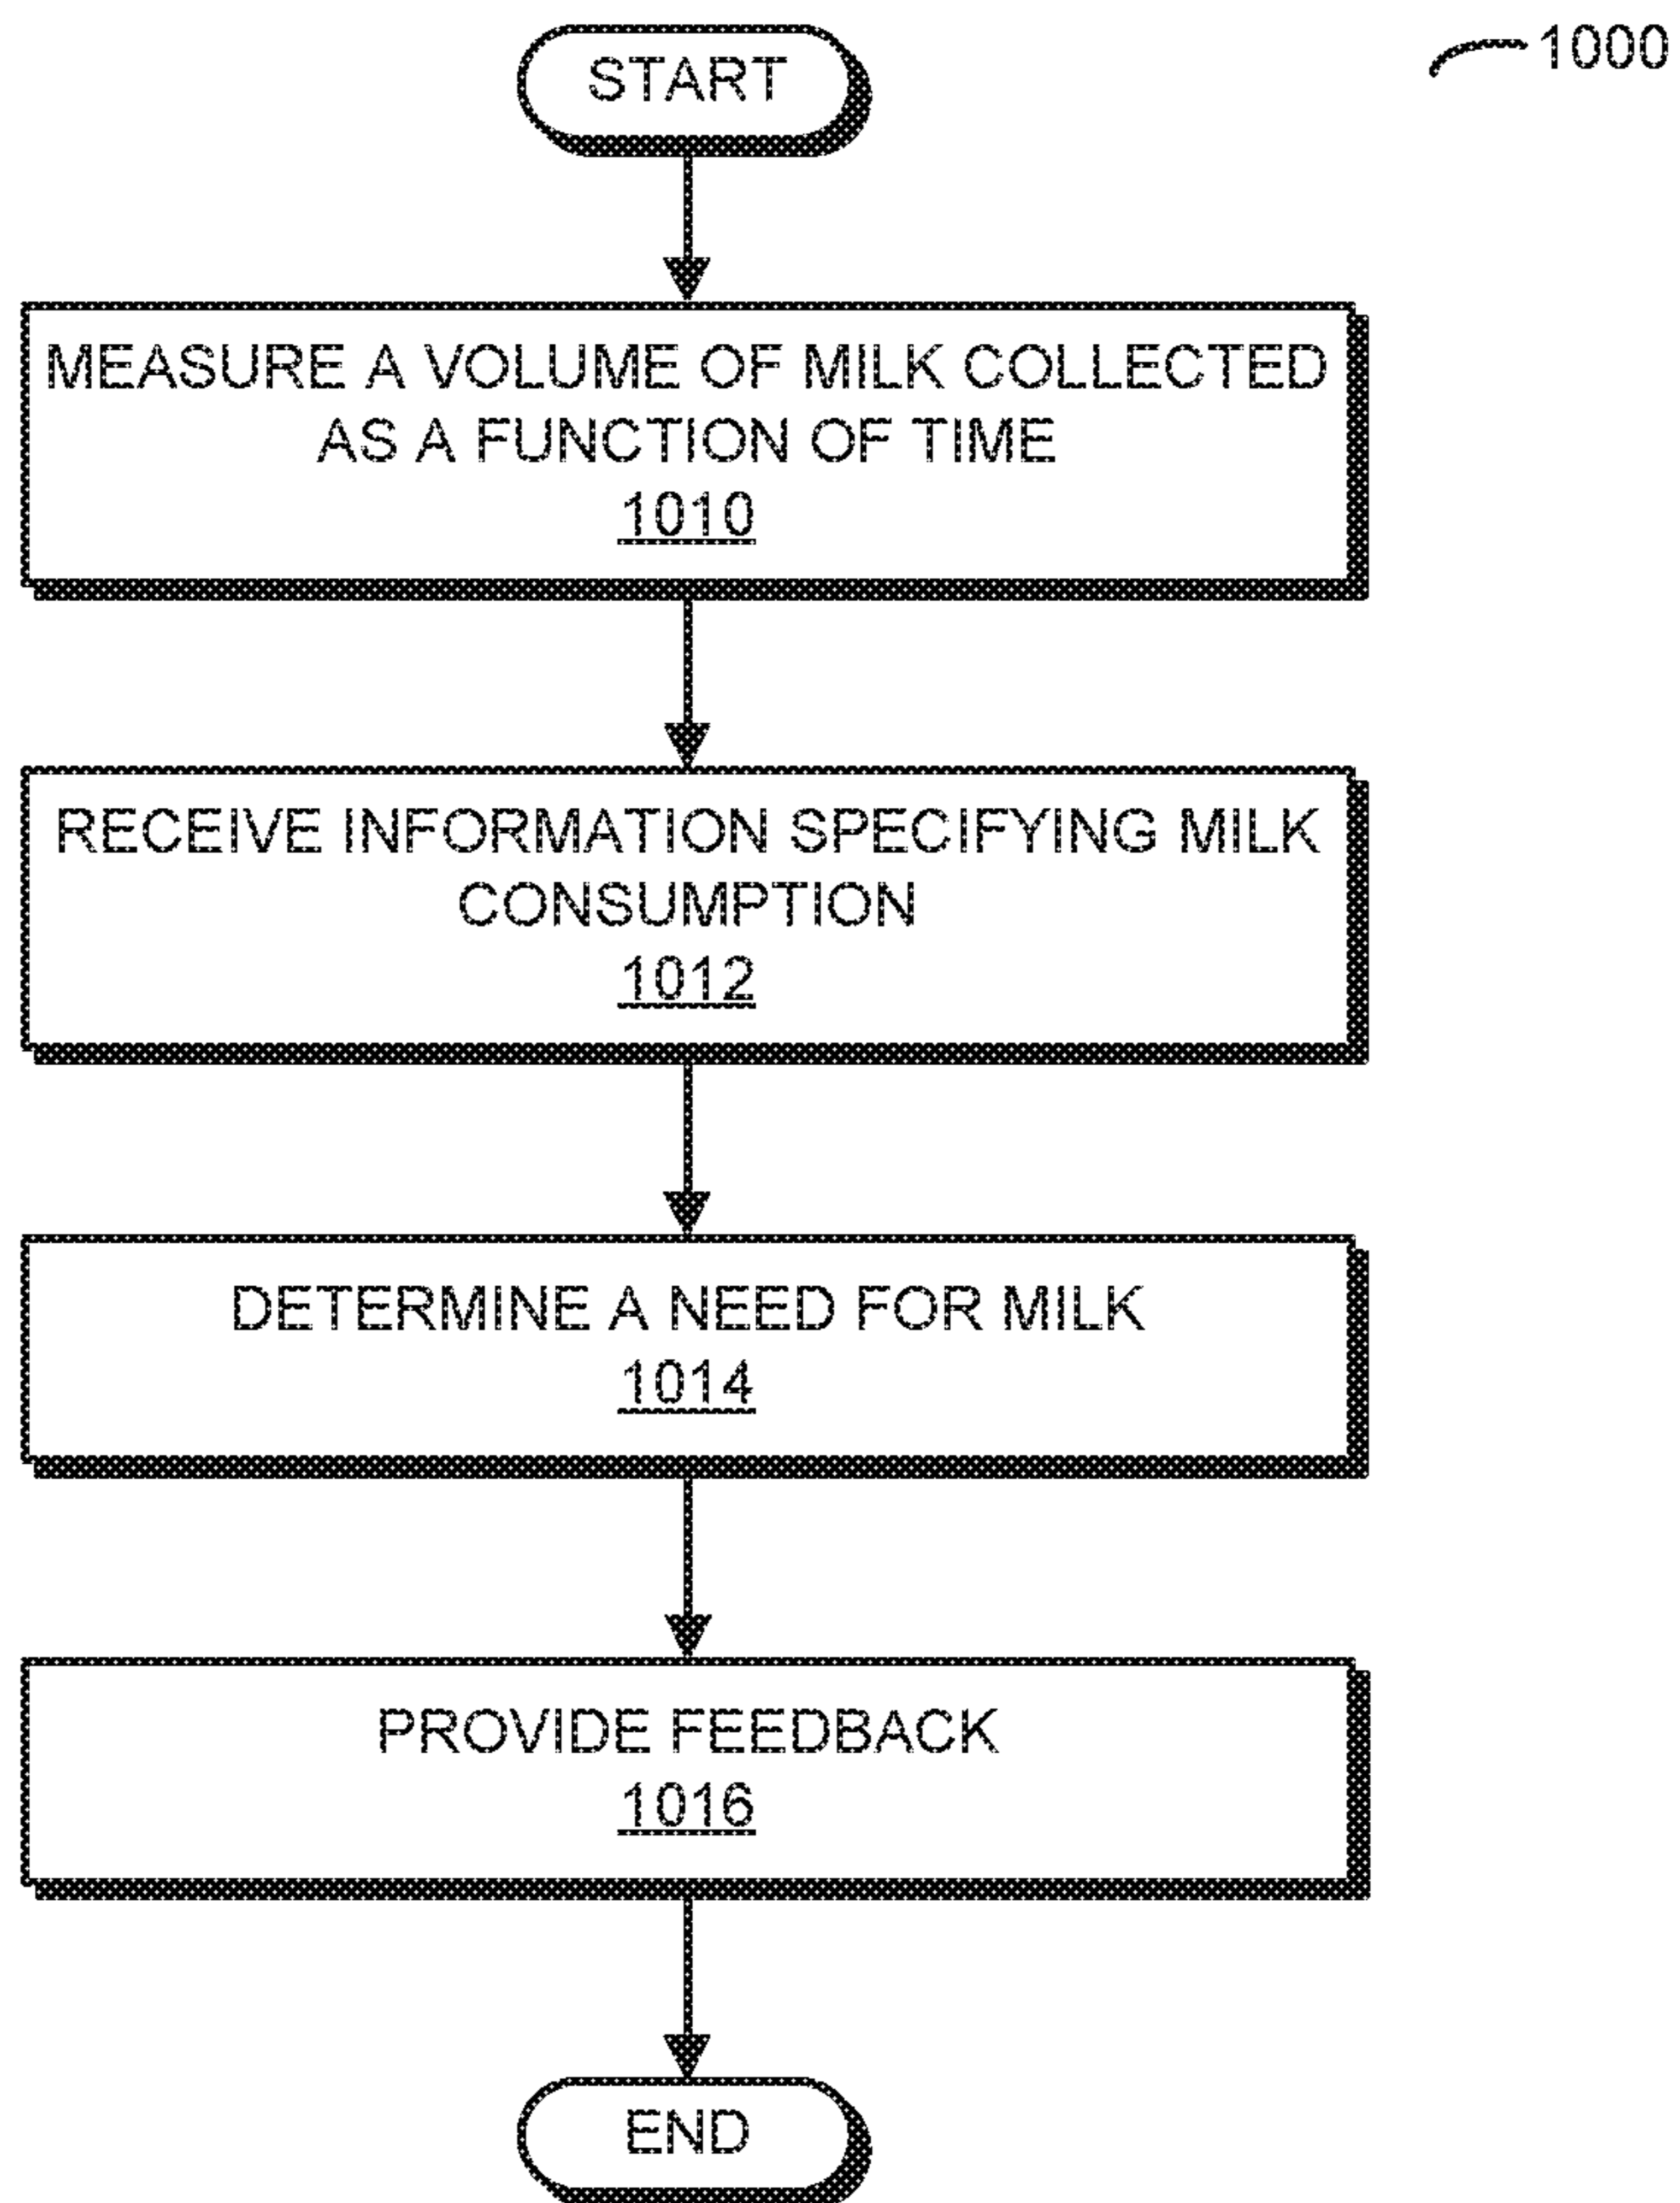 START
1000
MEASURE A VOLUME OF MILK COLLECTED
AS A FUNCTION OF TIME
1010
RECEIVE INFORMATION SPECIFYING MILK
CONSUMPTION
1012
DETERMINE A NEED FOR MILK
1014
PROVIDE FEEDBACK
1016
END